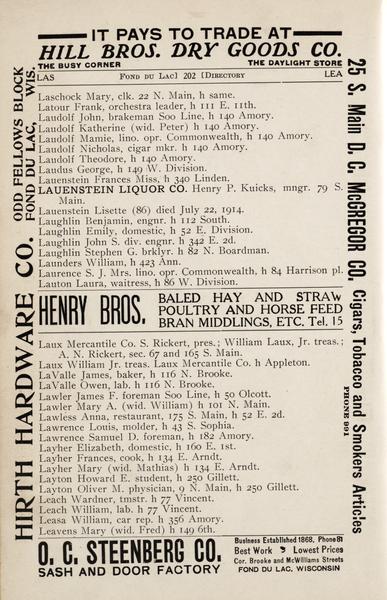 IT PAYS TO TRADE AT
HILL BROS. DRY GOODS CO.
THE BUSY CORNER THE DAYLIGHT STORE
LAS FOND DU LAC] 202 [DIRECTORY LEA
Laschock Mary, clk. 22 N. Main, h same.
Latour Frank, orchestra leader, h 111 E. 11th.
Laudolf John, brakeman Soo Line, h 140 Amory.
Laudolf Katherine (wid. Peter) h 140 Amory.
Laudolf Mamie, lino. opr. Commonwealth, h 140 Amory.
Laudolf Nicholas, cigar mkr. h 140 Amory.
Laudolf Theodore, h 140 Amory.
Laudus George, h 149 W. Division.
Lauenstein Frances Miss, h 340 Linden.
LAUENSTEIN LIQUOR CO. Henry P. Kuicks, mngr. 79 S.
Main.
Lauenstein Lisette (86) died July 22, 1914.
Laughlin Benjamin, engnr. h 112 South.
Laughlin Emily, domestic, h 52 E. Division.
Laughlin John S. div. engnr. h 342 E. 2d.
Laughlin Stephen G. brklyr. h 82 N. Boardman.
Launders William, h 423 Ann.
Laurence S. J. Mrs. lino. opr. Commonwealth, h 84 Harrison pl.
Lauton Laura, waitress, h 86 W. Division.
HENRY BROS. BALED HAY AND STRAW
POULTRY AND HORSE FEED
BRAN MIDDLINGS, ETC. Tel. 15
Laux Mercantile Co. S. Rickert, pres.; William Laux, Jr. treas.;
A. N. Rickert, sec. 67 and 165 S. Main.
Laux William Jr. treas. Laux Mercantile Co. h Appleton.
LaValle James, baker, h 116 N. Brooke.
LaValle Owen, lab. h 116 N. Brooke.
Lawler James F. foreman Soo Line, h 50 Olcott.
Lawler Mary A. (wid. William) h 101 N. Main.
Lawless Anna, restaurant, 175 S. Main, h 52 E. 2d.
Lawrence Louis, molder, h 43 S. Sophia.
Lawrence Samuel D. foreman, h 182 Amory.
Layher Elizabeth, domestic, h 160 E. 1st.
Layher Frances, cook, h 134 E. Arndt.
Layher Mary (wid. Mathias) h 134 E. Arndt.
Layton Howard E. student, h 250 Gillett.
Layton Oliver M. physician, 9 N. Main, h 250 Gillett.
Leach Wardner, tmstr. h 77 Vincent.
Leach William, lab. h 77 Vincent.
Leasa William, car rep. h 356 Amory.
Leavens Mary (wid. Fred) h 149 6th.
O. C. STEENBERG CO.
SASH AND DOOR FACTORY
Business Established 1868. Phone 81
Best Work Lowest Prices
Cor. Brooke and McWilliams Streets
FOND DU LAC, WISCONSIN
HIRTH HARDWARE CO. ODD FELLOWS BLOCK
FOND DU LAC, WIS.
25 S. Main D. C. McGREGOR CO. Cigars, Tobacco and Smokers Articles
PHONE 991